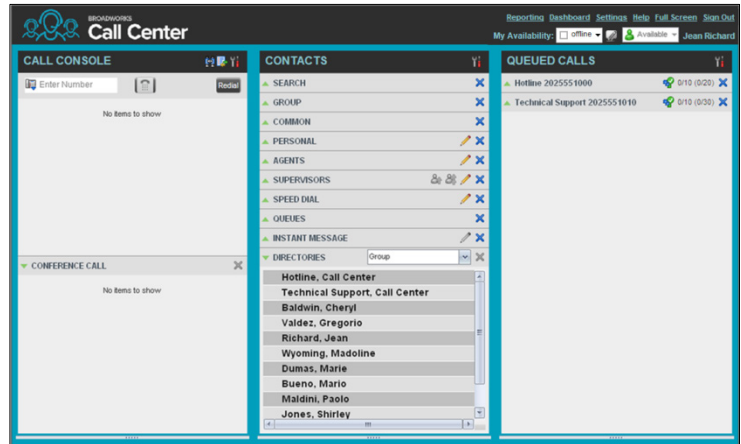 BROADWORKS
Call Center
Reporting Dashboard Settings Help Full Screen Sign Out
My Availability: offline Available Jean Richard
CALL CONSOLE
Enter Number
Redial
No items to show
CONFERENCE CALL
No items to show
CONTACTS
SEARCH
GROUP
COMMON
PERSONAL
AGENTS
SUPERVISORS
SPEED DIAL
QUEUES
INSTANT MESSAGE
DIRECTORIES Group
Hotline, Call Center
Technical Support, Call Center
Baldwin, Cheryl
Valdez, Gregorio
Richard, Jean
Wyoming, Madoline
Dumas, Marie
Bueno, Mario
Maldini, Paolo
Jones, Shirley
QUEUED CALLS
Hotline 2025551000 0/10 (0/20)
Technical Support 2025551010 0/10 (0/30)